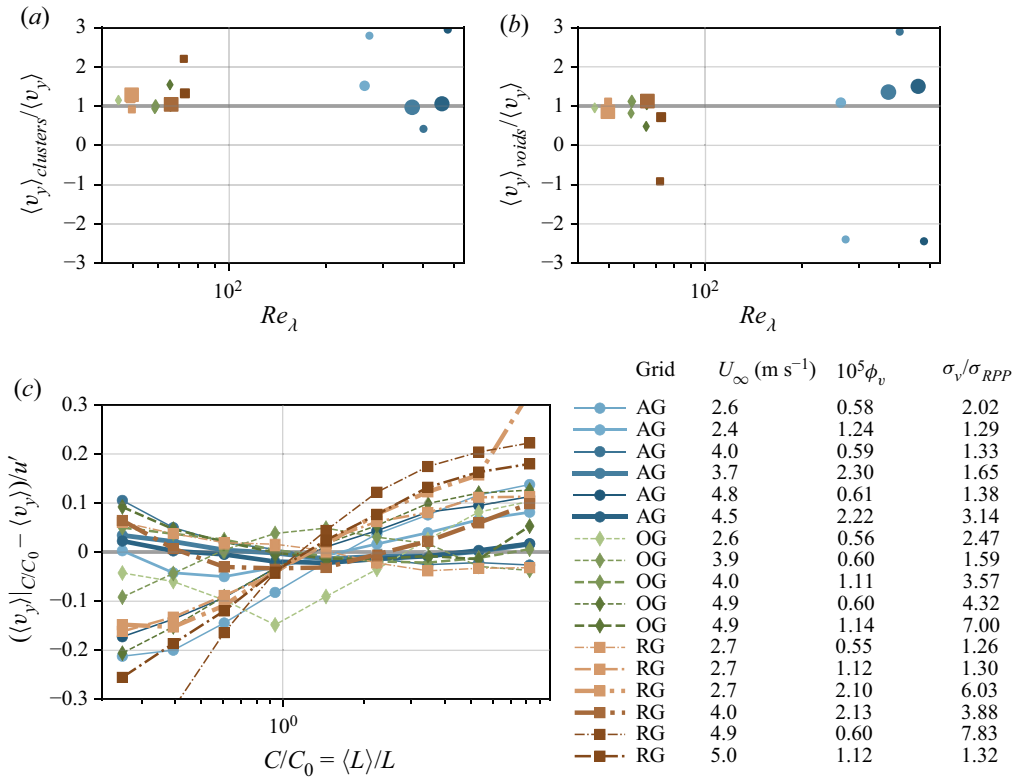 (a)
3
2
1
0
−1
−2
−3
⟨v_y⟩_clusters/⟨v_y⟩
10^2
Re_λ
(b)
3
2
1
0
−1
−2
−3
⟨v_y⟩_voids/⟨v_y⟩
10^2
Re_λ
(c)
0.3
0.2
0.1
0
−0.1
−0.2
−0.3
(⟨v_y⟩|_{C/C_0} − ⟨v_y⟩)/u′
10^0
C/C_0 = ⟨L⟩/L
Grid U_∞ (m s^−1) 10^5ϕ_v σ_v/σ_RPP
AG 2.6 0.58 2.02
AG 2.4 1.24 1.29
AG 4.0 0.59 1.33
AG 3.7 2.30 1.65
AG 4.8 0.61 1.38
AG 4.5 2.22 3.14
OG 2.6 0.56 2.47
OG 3.9 0.60 1.59
OG 4.0 1.11 3.57
OG 4.9 0.60 4.32
OG 4.9 1.14 7.00
RG 2.7 0.55 1.26
RG 2.7 1.12 1.30
RG 2.7 2.10 6.03
RG 4.0 2.13 3.88
RG 4.9 0.60 7.83
RG 5.0 1.12 1.32